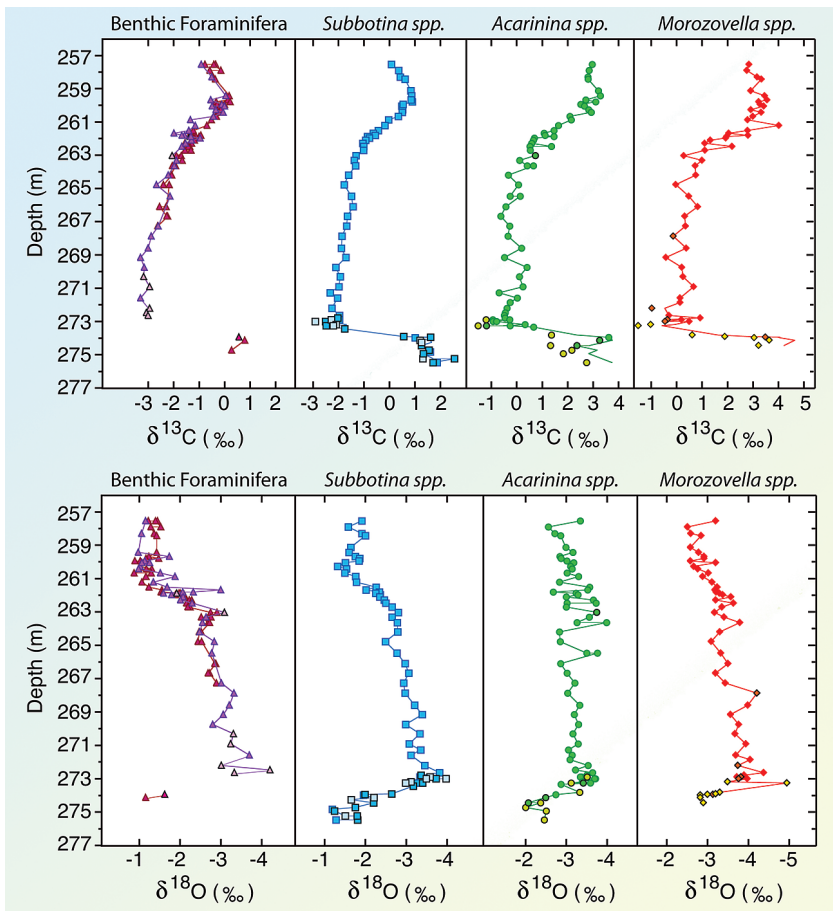 Benthic Foraminifera Subbotina spp. Acarinina spp. Morozovella spp.
257
259
261
263
265
267
269
271
273
275
277
Depth (m)
-3 -2 -1 0 1 2 -3 -2 -1 0 1 2 -1 0 1 2 3 4 -1 0 1 2 3 4 5
δ13C (‰) δ13C (‰) δ13C (‰) δ13C (‰)
Benthic Foraminifera Subbotina spp. Acarinina spp. Morozovella spp.
257
259
261
263
265
267
269
271
273
275
277
Depth (m)
-1 -2 -3 -4 -1 -2 -3 -4 -2 -3 -4 -2 -3 -4 -5
δ18O (‰) δ18O (‰) δ18O (‰) δ18O (‰)